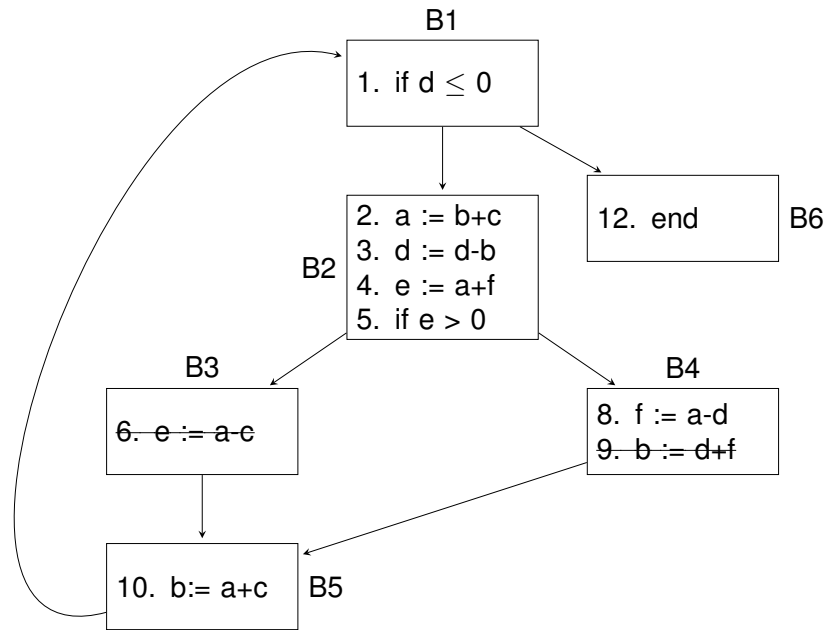 B1
1. if d ≤ 0
12. end
B6
2. a := b+c
3. d := d-b
4. e := a+f
5. if e > 0
B2
B3
6. e := a-c
B4
8. f := a-d
9. b := d+f
10. b:= a+c
B5